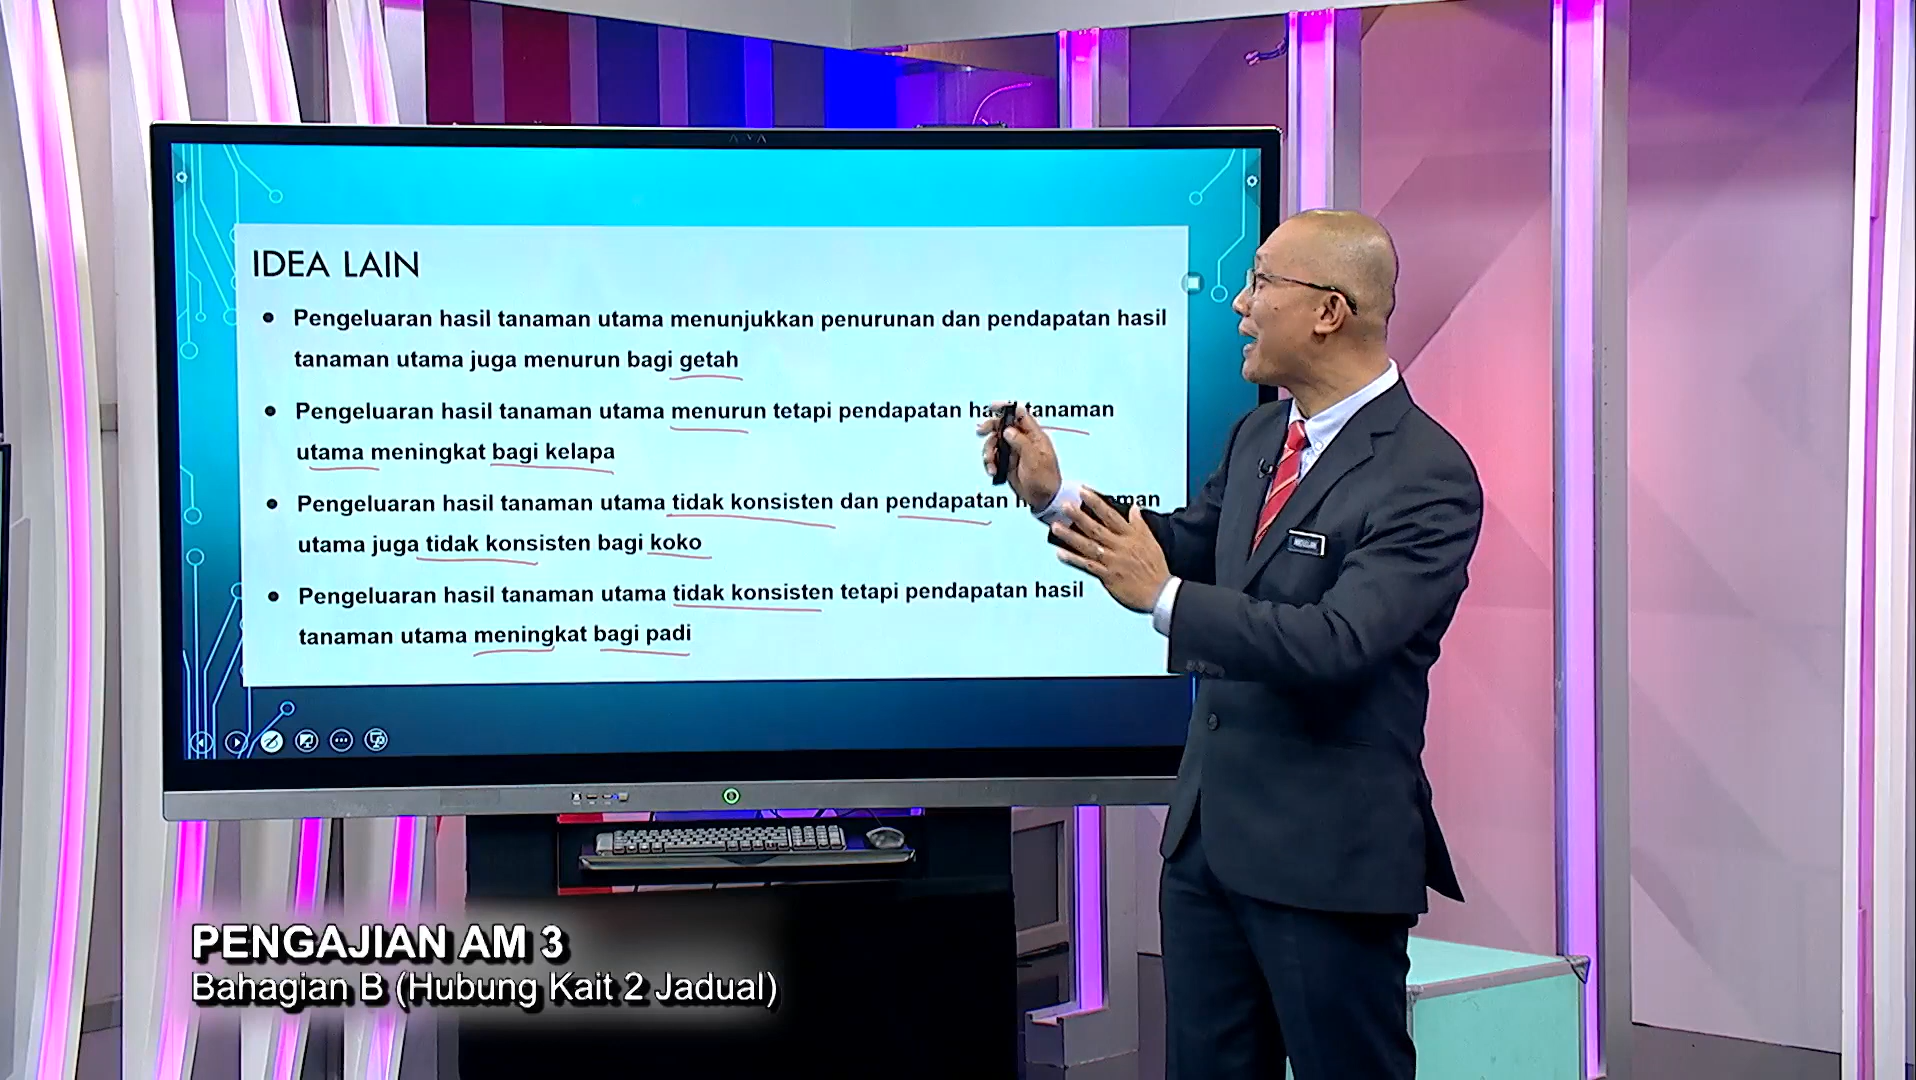 IDEA LAIN
Pengeluaran hasil tanaman utama menunjukkan penurunan dan pendapatan hasil
tanaman utama juga menurun bagi getah
Pengeluaran hasil tanaman utama menurun tetapi pendapatan hasil tanaman
utama meningkat bagi kelapa
Pengeluaran hasil tanaman utama tidak konsisten dan pendapatan
utama juga tidak konsisten bagi koko
Pengeluaran hasil tanaman utama tidak konsisten tetapi pendapatan hasil
tanaman utama meningkat bagi padi
PENGAJIAN AM 3
Bahagian B (Hubung Kait 2 Jadual)